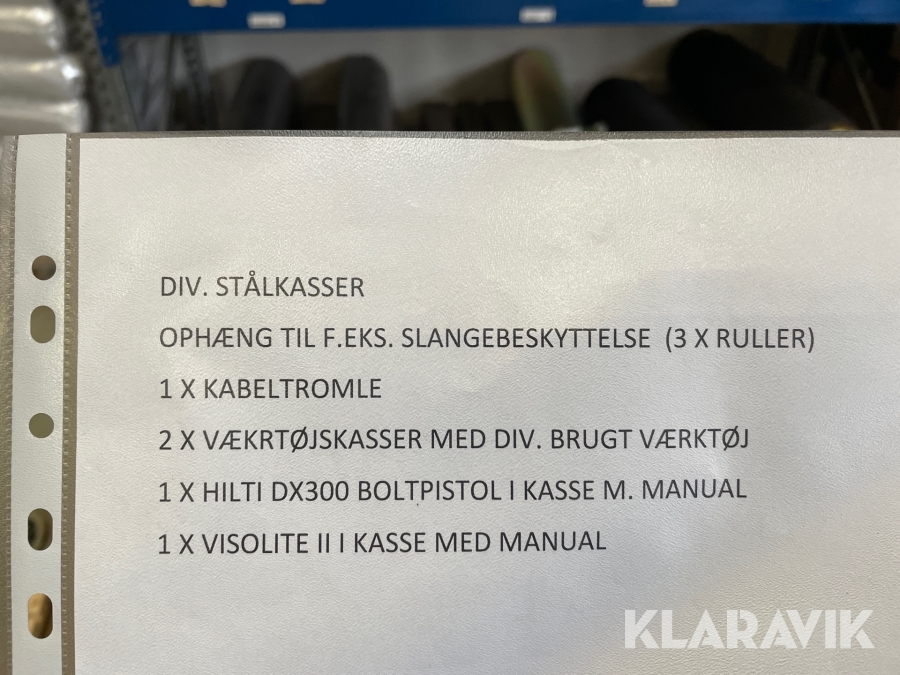 DIV. STÅLKASSER
OPHÆNG TIL F.EKS. SLANGEBESKYTTELSE (3 X RULLER)
1 X KABELTROMLE
2 X VÆKRTØJSKASSER MED DIV. BRUGT VÆRKTØJ
1 X HILTI DX300 BOLTPISTOL I KASSE M. MANUAL
1 X VISOLITE II I KASSE MED MANUAL
KLARAVIK